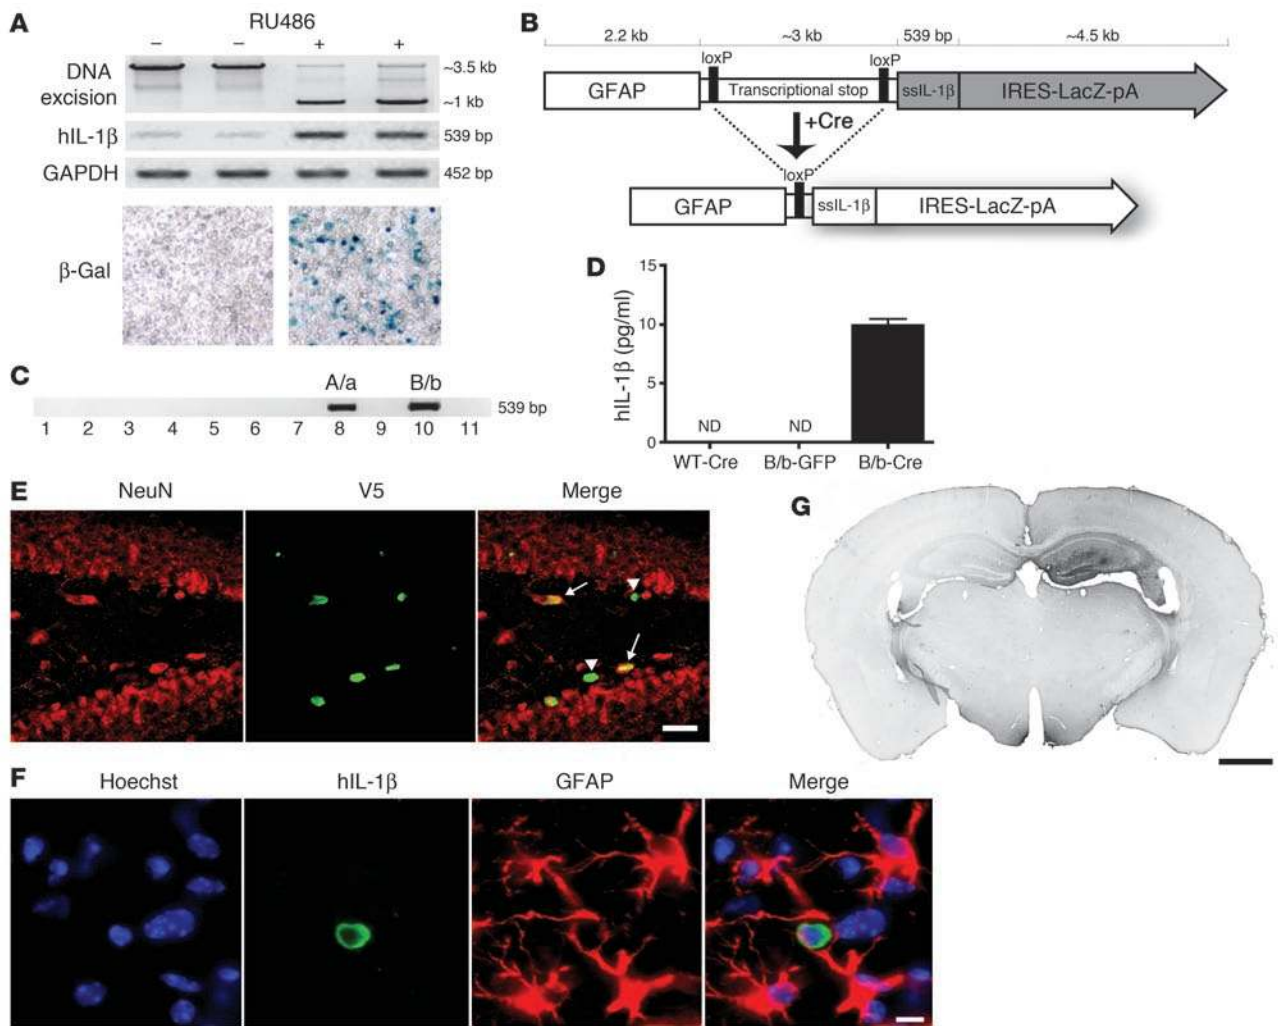 A
RU486
– – + +
DNA excision
~3.5 kb
~1 kb
hIL-1β
539 bp
GAPDH
452 bp
β-Gal
B
2.2 kb ~3 kb 539 bp ~4.5 kb
loxP loxP
GFAP Transcriptional stop ssIL-1β IRES-LacZ-pA
+Cre
loxP
GFAP ssIL-1β IRES-LacZ-pA
C
A/a B/b
539 bp
1 2 3 4 5 6 7 8 9 10 11
D
hIL-1β (pg/ml)
15
10
5
0
ND ND
WT-Cre B/b-GFP B/b-Cre
E
NeuN V5 Merge
F
Hoechst hIL-1β GFAP Merge
G